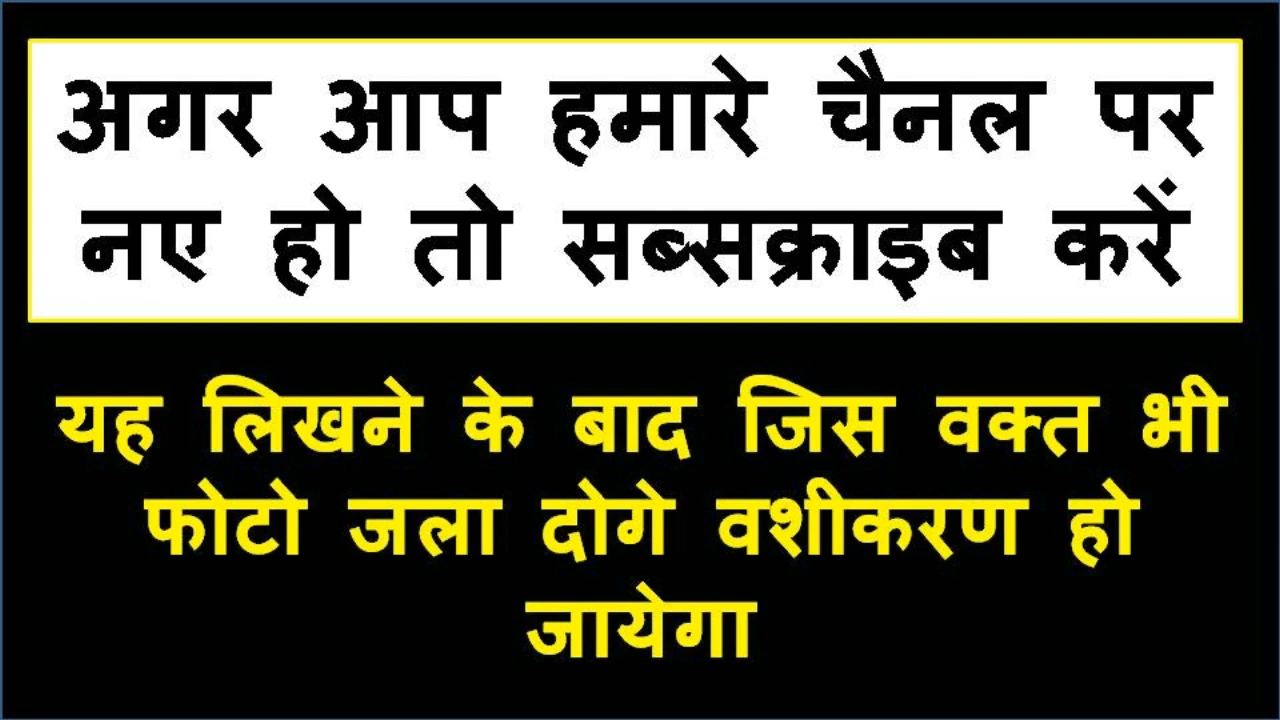 अगर आप हमारे चैनल पर
नए हो तो सब्सक्राइब करें
यह लिखने के बाद जिस वक्त भी
फोटो जला दोगे वशीकरण हो
जायेगा